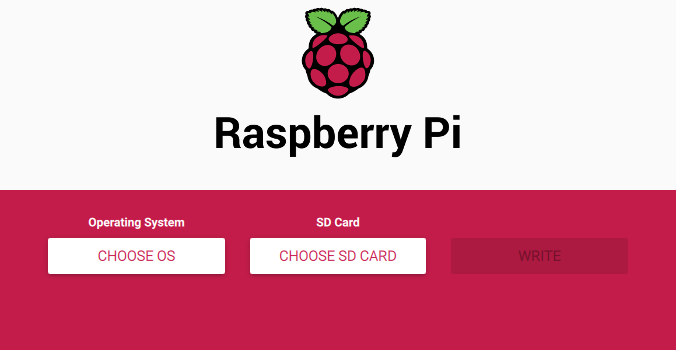 Raspberry Pi
Operating System
SD Card
CHOOSE OS
CHOOSE SD CARD
WRITE